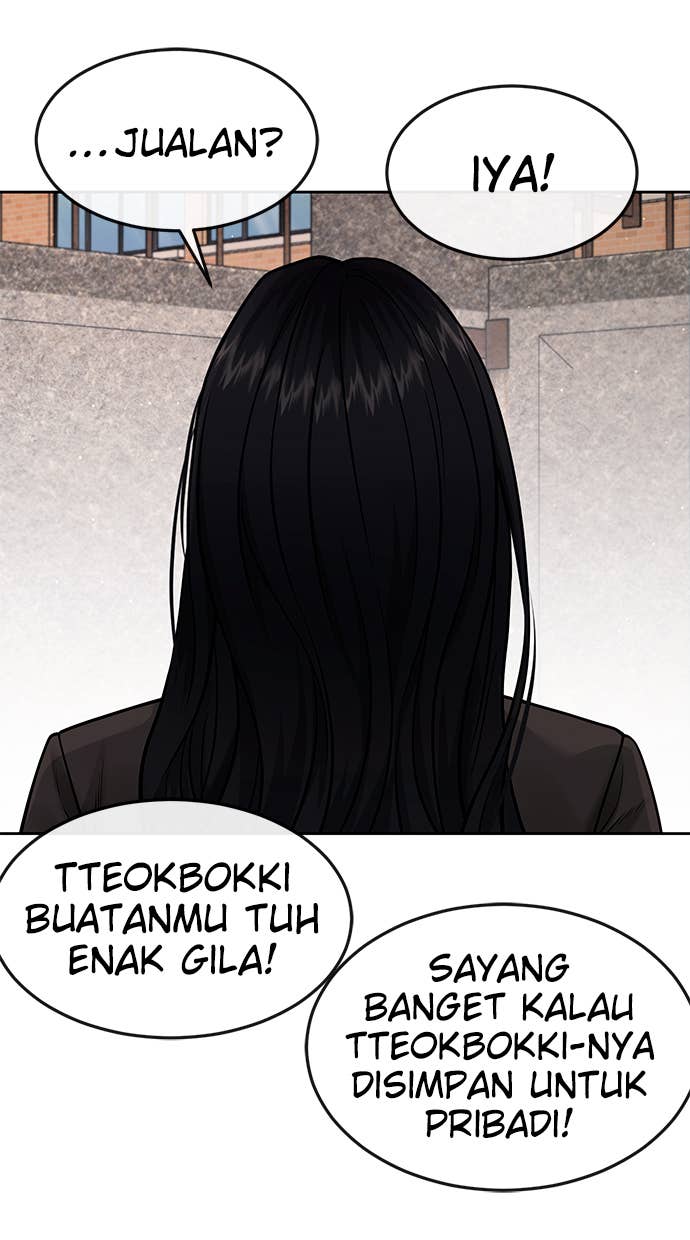 ...JUALAN?
IYA!
TTEOKBOKKI
BUATANMU TUH
ENAK GILA!
SAYANG
BANGET KALAU
TTEOKBOKKI-NYA
DISIMPAN UNTUK
PRIBADI!